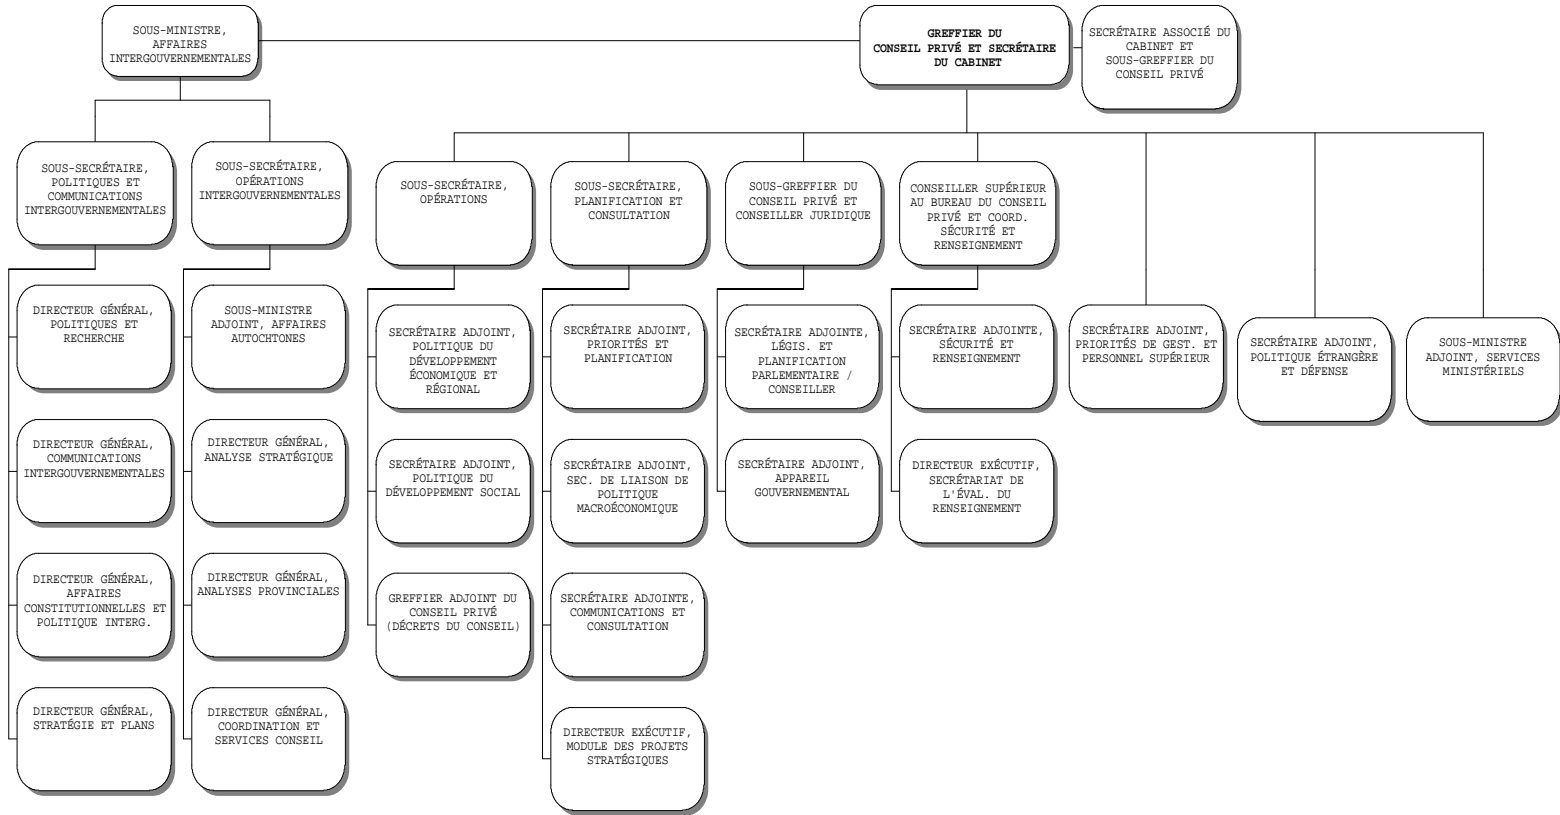 SOUS-MINISTRE,
AFFAIRES
INTERGOUVERNEMENTALES
GREFFIER DU
CONSEIL PRIVÉ ET SECRÉTAIRE
DU CABINET
SECRÉTAIRE ASSOCIÉ DU
CABINET ET
SOUS-GREFFIER DU
CONSEIL PRIVÉ
SOUS-SECRÉTAIRE,
POLITIQUES ET
COMMUNICATIONS
INTERGOUVERNEMENTALES
SOUS-SECRÉTAIRE,
OPÉRATIONS
INTERGOUVERNEMENTALES
SOUS-SECRÉTAIRE,
OPÉRATIONS
SOUS-SECRÉTAIRE,
PLANIFICATION ET
CONSULTATION
SOUS-GREFFIER DU
CONSEIL PRIVÉ ET
CONSEILLER JURIDIQUE
CONSEILLER SUPÉRIEUR
AU BUREAU DU CONSEIL
PRIVÉ ET COORD.
SÉCURITÉ ET
RENSEIGNEMENT
DIRECTEUR GÉNÉRAL,
POLITIQUES ET
RECHERCHE
SOUS-MINISTRE
ADJOINT, AFFAIRES
AUTOCHTONES
SECRÉTAIRE ADJOINT,
POLITIQUE DU
DÉVELOPPEMENT
ÉCONOMIQUE ET
RÉGIONAL
SECRÉTAIRE ADJOINT,
PRIORITÉS ET
PLANIFICATION
SECRÉTAIRE ADJOINTE,
LÉGIS. ET
PLANIFICATION
PARLEMENTAIRE /
CONSEILLER
SECRÉTAIRE ADJOINTE,
SÉCURITÉ ET
RENSEIGNEMENT
SECRÉTAIRE ADJOINT,
PRIORITÉS DE GEST. ET
PERSONNEL SUPÉRIEUR
SECRÉTAIRE ADJOINT,
POLITIQUE ÉTRANGÈRE
ET DÉFENSE
SOUS-MINISTRE
ADJOINT, SERVICES
MINISTÉRIELS
DIRECTEUR GÉNÉRAL,
COMMUNICATIONS
INTERGOUVERNEMENTALES
DIRECTEUR GÉNÉRAL,
ANALYSE STRATÉGIQUE
SECRÉTAIRE ADJOINT,
POLITIQUE DU
DÉVELOPPEMENT SOCIAL
SECRÉTAIRE ADJOINT,
SEC. DE LIAISON DE
POLITIQUE
MACROÉCONOMIQUE
SECRÉTAIRE ADJOINT,
APPAREIL
GOUVERNEMENTAL
DIRECTEUR EXÉCUTIF,
SECRÉTARIAT DE
L'ÉVAL. DU
RENSEIGNEMENT
DIRECTEUR GÉNÉRAL,
AFFAIRES
CONSTITUTIONNELLES ET
POLITIQUE INTERG.
DIRECTEUR GÉNÉRAL,
ANALYSES PROVINCIALES
GREFFIER ADJOINT DU
CONSEIL PRIVÉ
(DÉCRETS DU CONSEIL)
SECRÉTAIRE ADJOINTE,
COMMUNICATIONS ET
CONSULTATION
DIRECTEUR GÉNÉRAL,
STRATÉGIE ET PLANS
DIRECTEUR GÉNÉRAL,
COORDINATION ET
SERVICES CONSEIL
DIRECTEUR EXÉCUTIF,
MODULE DES PROJETS
STRATÉGIQUES